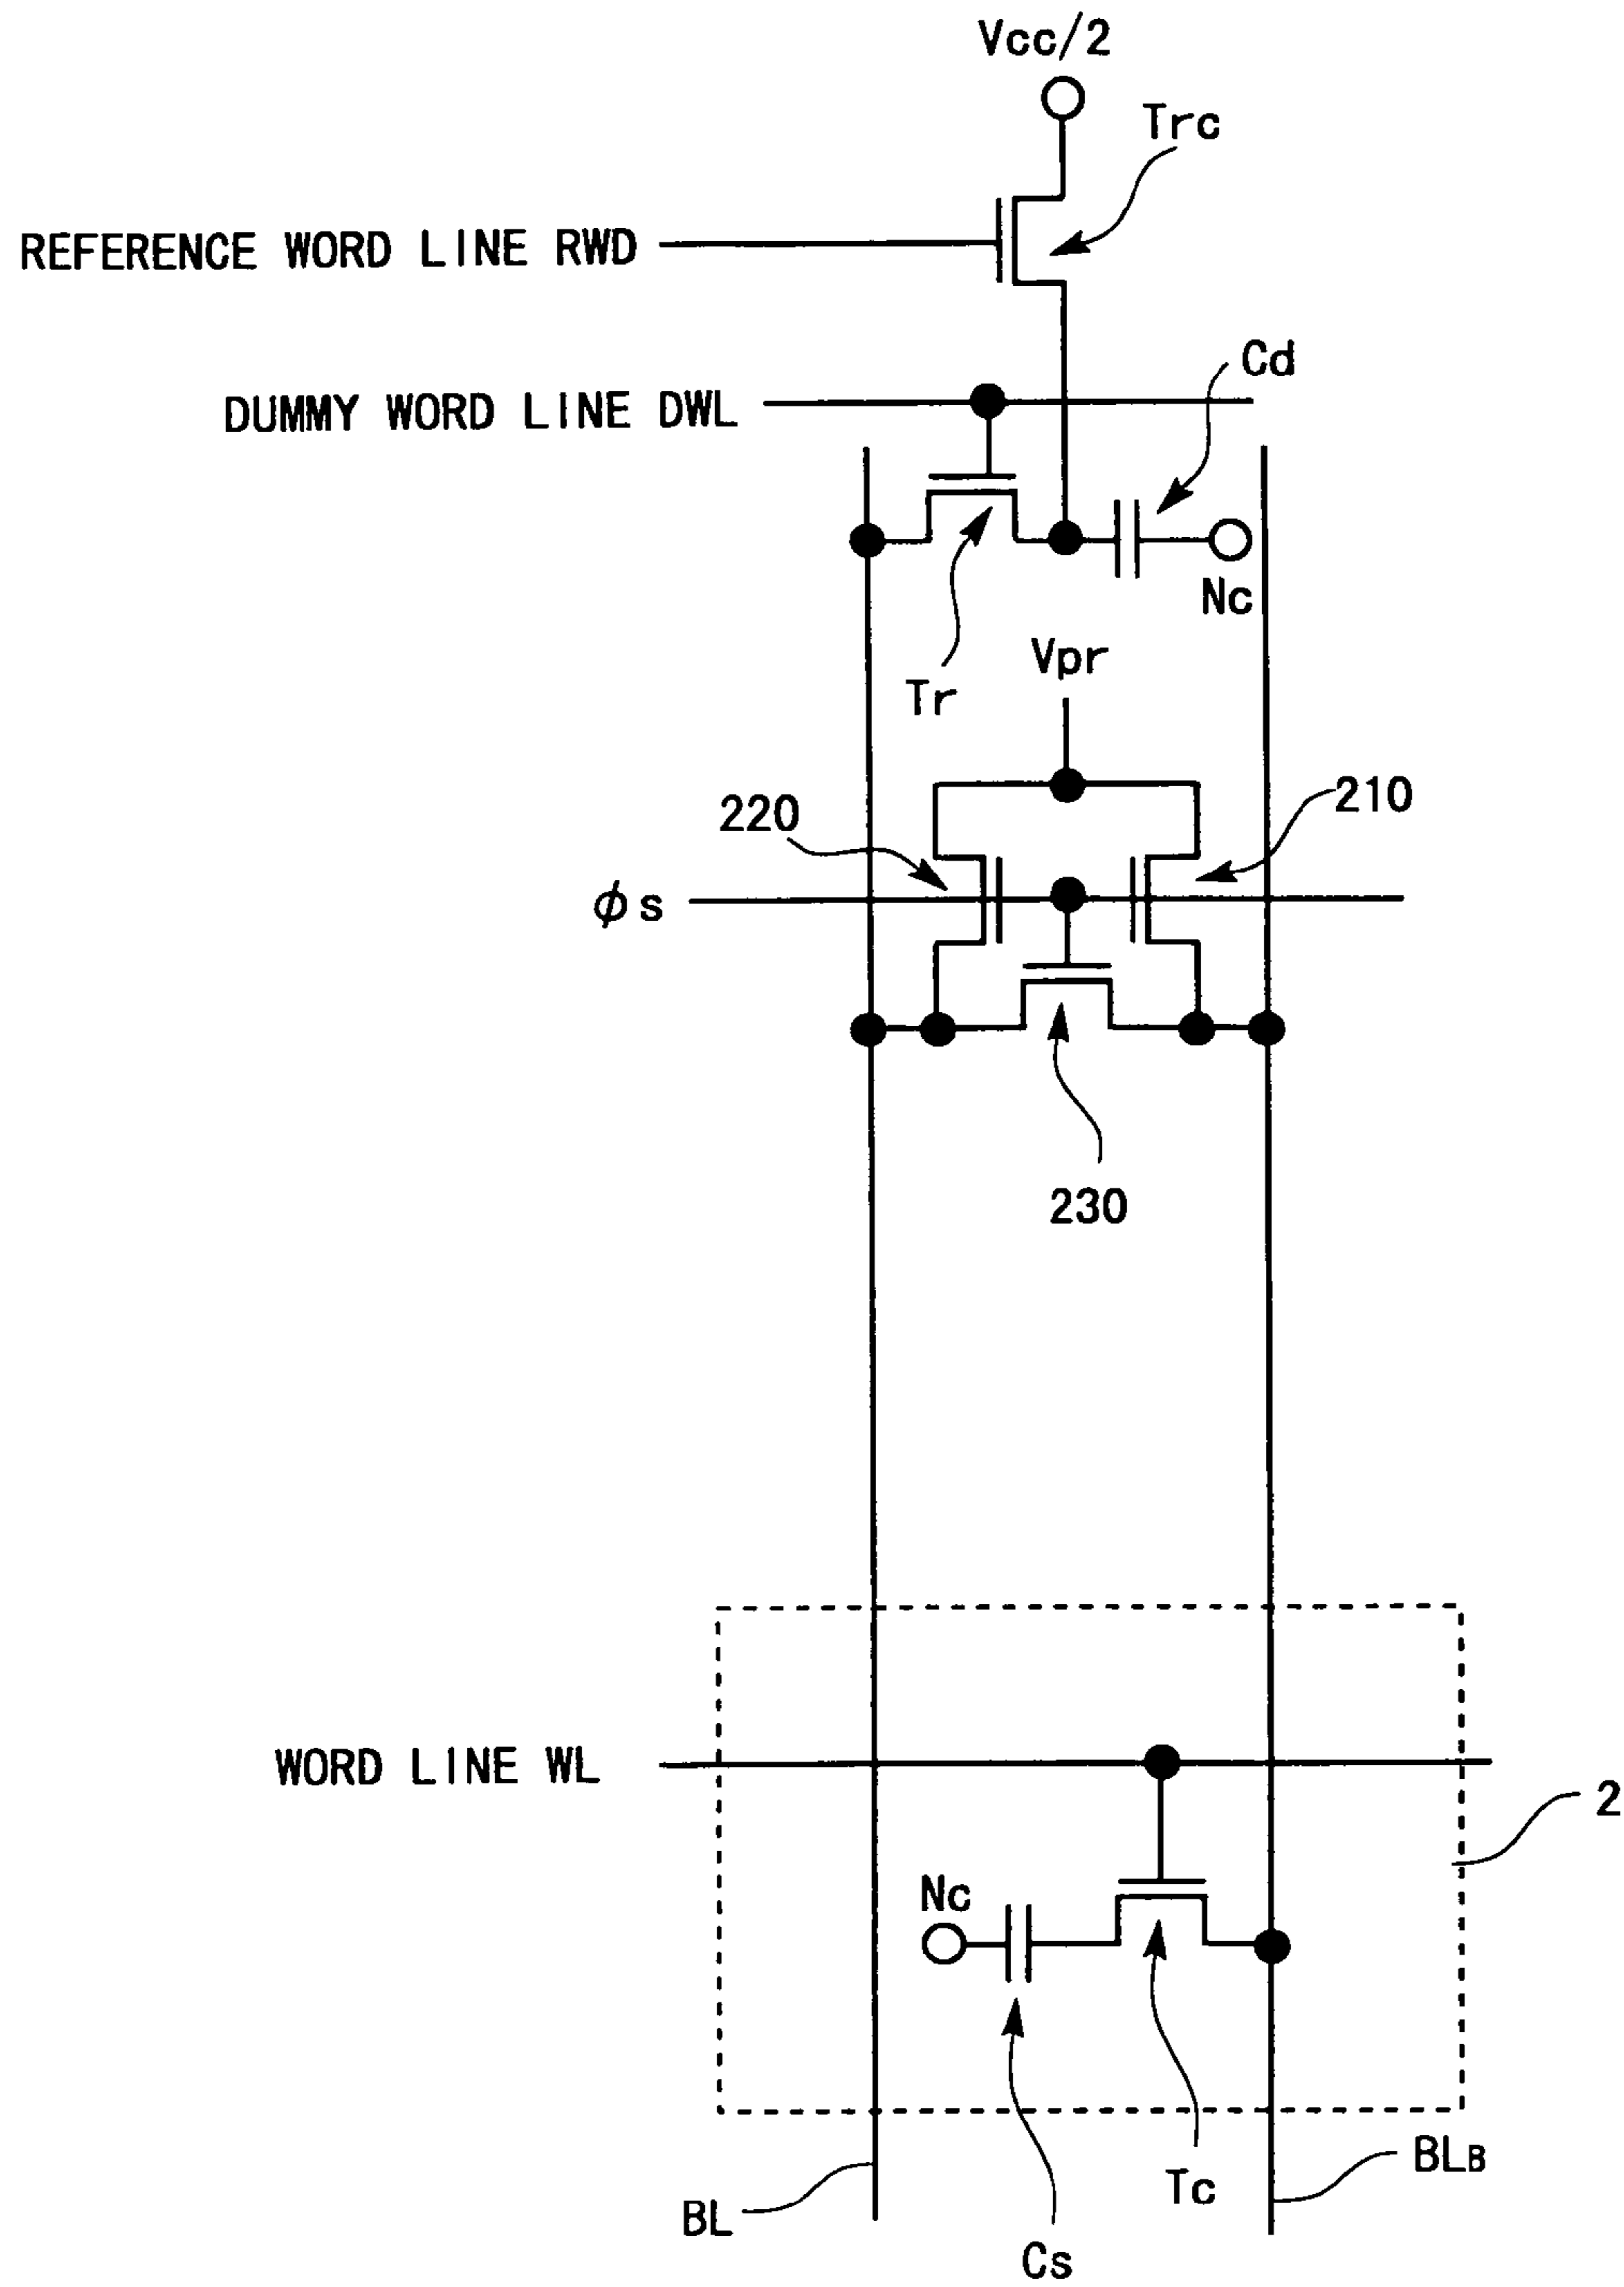 Vcc/2
Trc
REFERENCE WORD LINE RWD
Cd
DUMMY WORD LINE DWL
Nc
Vpr
Tr
220
210
φs
230
WORD LINE WL
2
Nc
BL
Tc
BLB
Cs